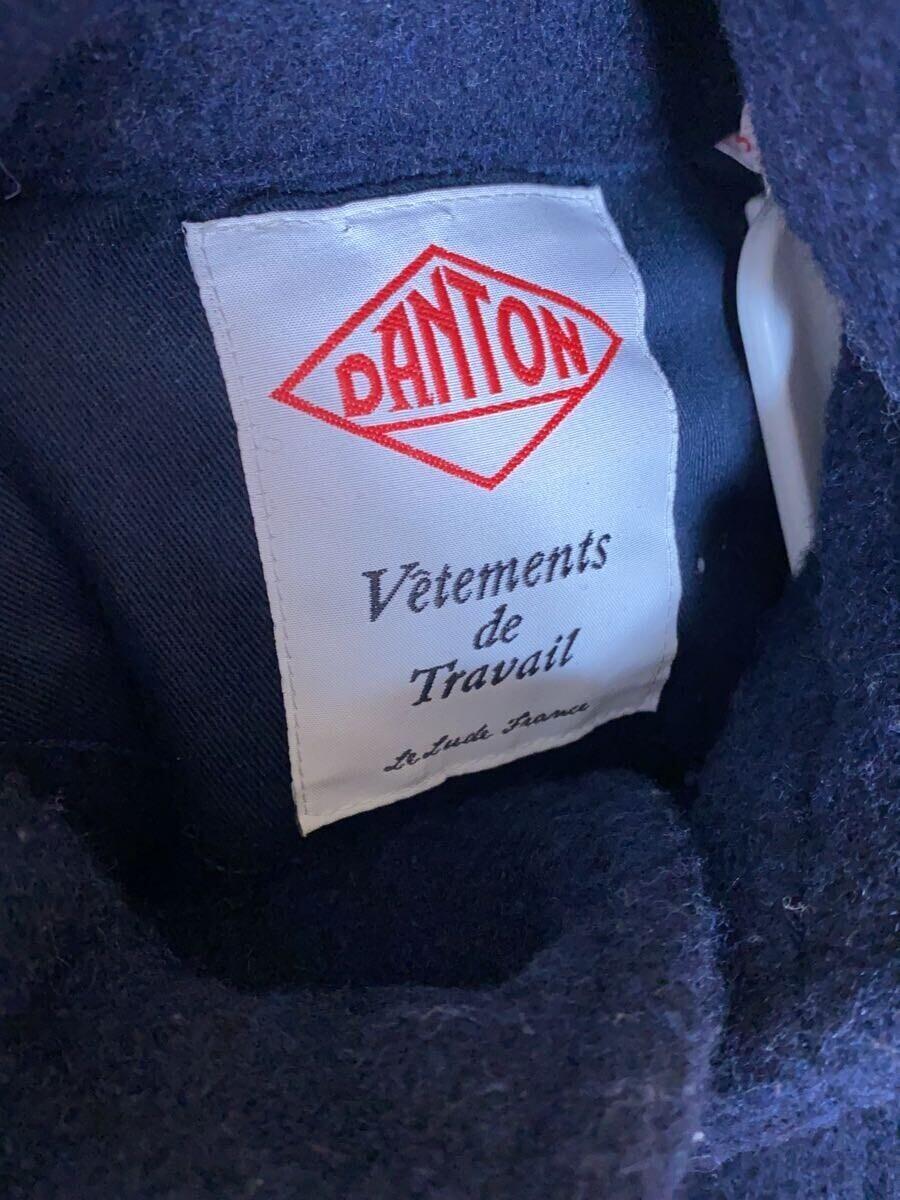 DANTON
Vêtements
de
Travail
Le Lude France